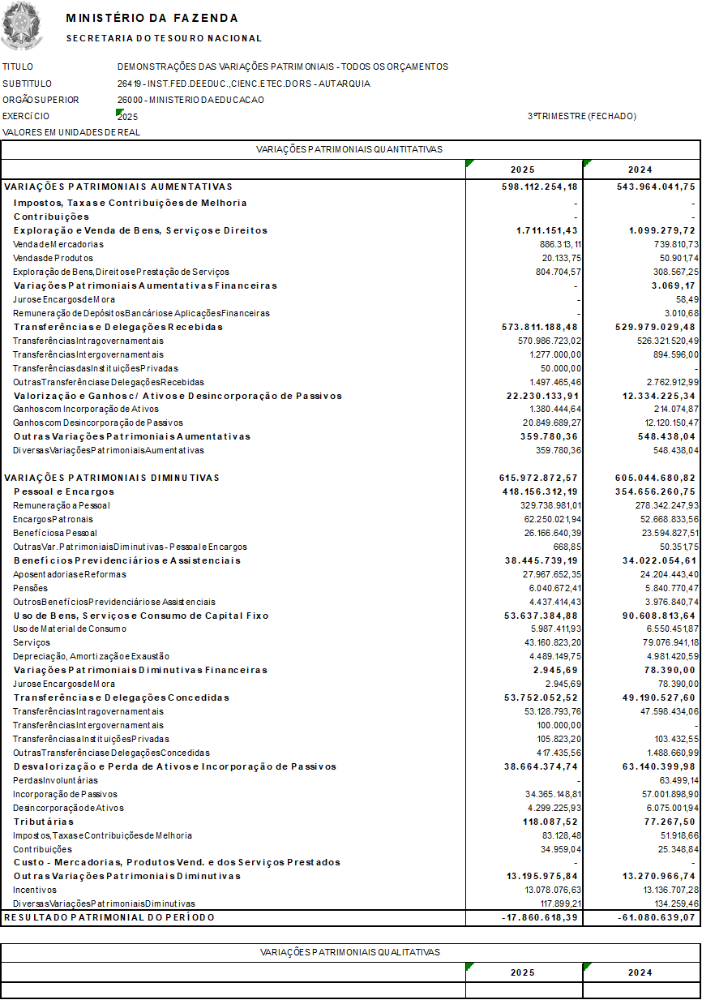 MINISTÉRIO DA FAZENDA
SECRETARIA DO TESOURO NACIONAL
TITULO DEMONSTRAÇÕES DAS VARIAÇÕES PATRIMONIAIS - TODOS OS ORÇAMENTOS
SUBTITULO 26419 - INST.FED.DE EDUC.,CIENC.E TEC.DO RS - AUTARQUIA
ORGÃO SUPERIOR 26000 - MINISTERIO DA EDUCACAO
EXERCíCIO 2025 3ºTRIMESTRE (FECHADO)
VALORES EM UNIDADES DE REAL
VARIAÇÕES PATRIMONIAIS QUANTITATIVAS
2025 2024
VARIAÇÕES PATRIMONIAIS AUMENTATIVAS 598.112.254,18 543.964.041,75
Impostos, Taxas e Contribuições de Melhoria - -
Contribuições - -
Exploração e Venda de Bens, Serviços e Direitos 1.711.151,43 1.099.279,72
Venda de Mercadorias 886.313,11 739.810,73
Vendas de Produtos 20.133,75 50.901,74
Exploração de Bens, Direitos e Prestação de Serviços 804.704,57 308.567,25
Variações Patrimoniais Aumentativas Financeiras - 3.069,17
Juros e Encargos de Mora - 58,49
Remuneração de Depósitos Bancários e Aplicações Financeiras - 3.010,68
Transferências e Delegações Recebidas 573.811.188,48 529.979.029,48
Transferências Intragovernamentais 570.986.723,02 526.321.520,49
Transferências Intergovernamentais 1.277.000,00 894.596,00
Transferências das Instituições Privadas 50.000,00 -
Outras Transferências e Delegações Recebidas 1.497.465,46 2.762.912,99
Valorização e Ganhos c/ Ativos e Desincorporação de Passivos 22.230.133,91 12.334.225,34
Ganhos com Incorporação de Ativos 1.380.444,64 214.074,87
Ganhos com Desincorporação de Passivos 20.849.689,27 12.120.150,47
Outras Variações Patrimoniais Aumentativas 359.780,36 548.438,04
Diversas Variações Patrimoniais Aumentativas 359.780,36 548.438,04
VARIAÇÕES PATRIMONIAIS DIMINUTIVAS 615.972.872,57 605.044.680,82
Pessoal e Encargos 418.156.312,19 354.656.260,75
Remuneração a Pessoal 329.738.981,01 278.342.247,93
Encargos Patronais 62.250.021,94 52.668.833,56
Benefícios a Pessoal 26.166.640,39 23.594.827,51
Outras Var. Patrimoniais Diminutivas - Pessoal e Encargos 668,85 50.351,75
Benefícios Previdenciários e Assistenciais 38.445.739,19 34.022.054,61
Aposentadorias e Reformas 27.967.652,35 24.204.443,40
Pensões 6.040.672,41 5.840.770,47
Outros Benefícios Previdenciários e Assistenciais 4.437.414,43 3.976.840,74
Uso de Bens, Serviços e Consumo de Capital Fixo 53.637.384,88 90.608.813,64
Uso de Material de Consumo 5.987.411,93 6.550.451,87
Serviços 43.160.823,20 79.076.941,18
Depreciação, Amortização e Exaustão 4.489.149,75 4.981.420,59
Variações Patrimoniais Diminutivas Financeiras 2.945,69 78.390,00
Juros e Encargos de Mora 2.945,69 78.390,00
Transferências e Delegações Concedidas 53.752.052,52 49.190.527,60
Transferências Intragovernamentais 53.128.793,76 47.598.434,06
Transferências Intergovernamentais 100.000,00 -
Transferências a Instituições Privadas 105.823,20 103.432,55
Outras Transferências e Delegações Concedidas 417.435,56 1.488.660,99
Desvalorização e Perda de Ativos e Incorporação de Passivos 38.664.374,74 63.140.399,98
Perdas Involuntárias - 63.499,14
Incorporação de Passivos 34.365.148,81 57.001.898,90
Desincorporação de Ativos 4.299.225,93 6.075.001,94
Tributárias 118.087,52 77.267,50
Impostos, Taxas e Contribuições de Melhoria 83.128,48 51.918,66
Contribuições 34.959,04 25.348,84
Custo - Mercadorias, Produtos Vend. e dos Serviços Prestados - -
Outras Variações Patrimoniais Diminutivas 13.195.975,84 13.270.966,74
Incentivos 13.078.076,63 13.136.707,28
Diversas Variações Patrimoniais Diminutivas 117.899,21 134.259,46
RESULTADO PATRIMONIAL DO PERÍODO -17.860.618,39 -61.080.639,07
VARIAÇÕES PATRIMONIAIS QUALITATIVAS
2025 2024